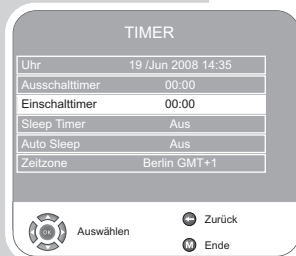 TIMER
Uhr 19 /Jun 2008 14:35
Ausschalttimer 00:00
Einschalttimer 00:00
Sleep Timer Aus
Auto Sleep Aus
Zeitzone Berlin GMT+1
OK Auswählen
Zurück
M Ende